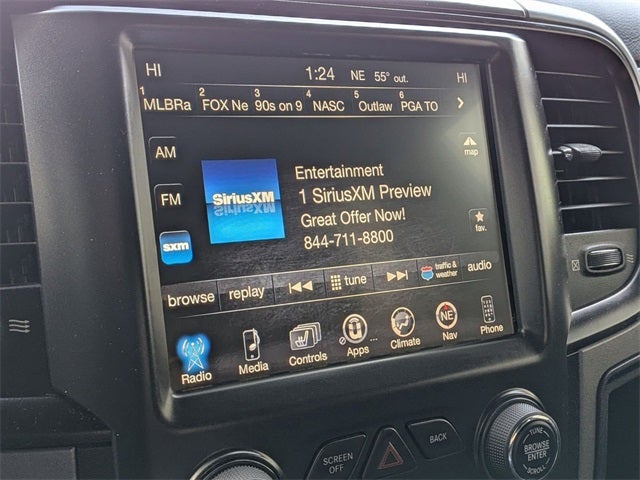 HI 1:24 NE 55° out. HI
1 MLBRa 2 FOX Ne 3 90s on 9 4 NASC 5 Outlaw 6 PGA TO
AM
FM
sxm
SiriusXM
Entertainment
1 SiriusXM Preview
Great Offer Now!
844-711-8800
map
fav.
browse replay tune traffic & weather audio
Radio Media Controls Apps Climate NE Nav Phone
SCREEN OFF
BACK
TUNE
BROWSE
ENTER
SCROLL